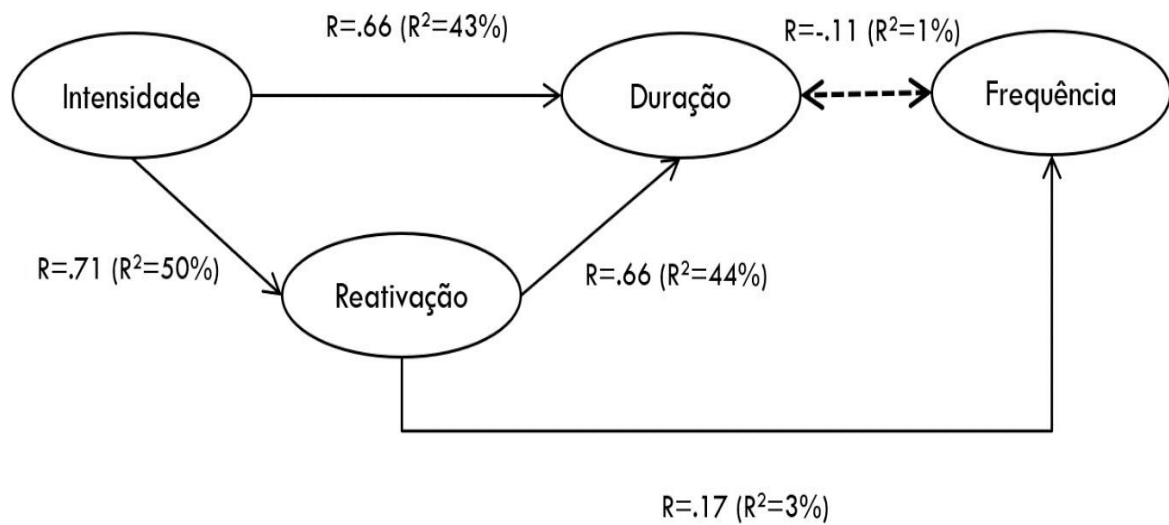 R=.66 (R²=43%)
R=-.11 (R²=1%)
Intensidade
Duração
Frequência
R=.71 (R²=50%)
Reativação
R=.66 (R²=44%)
R=.17 (R²=3%)